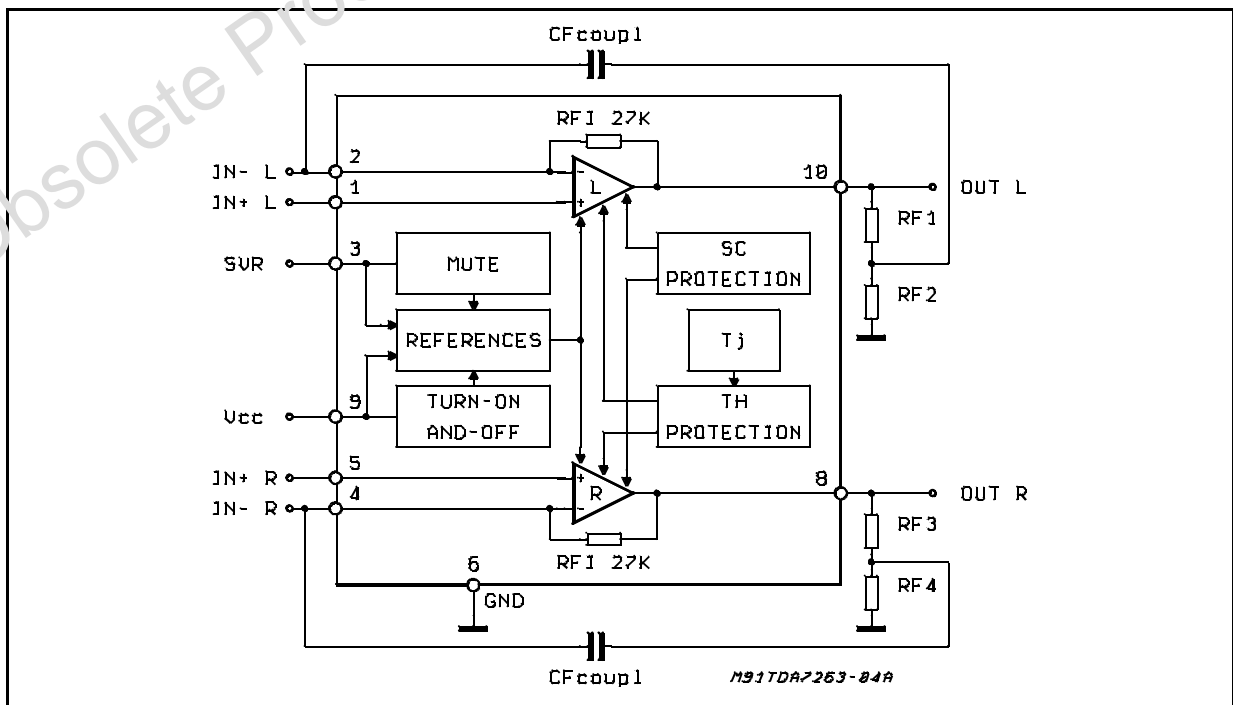 Obsolete Pro
CFcoupl
RFI 27K
IN- L
2
IN+ L
1
L
10
OUT L
RF1
RF2
SVR
3
MUTE
SC
PROTECTION
REFERENCES
Tj
Vcc
9
TURN-ON
AND-OFF
TH
PROTECTION
IN+ R
5
IN- R
4
R
8
OUT R
RF3
RF4
RFI 27K
6
GND
CFcoupl
M91TDA7263-04A